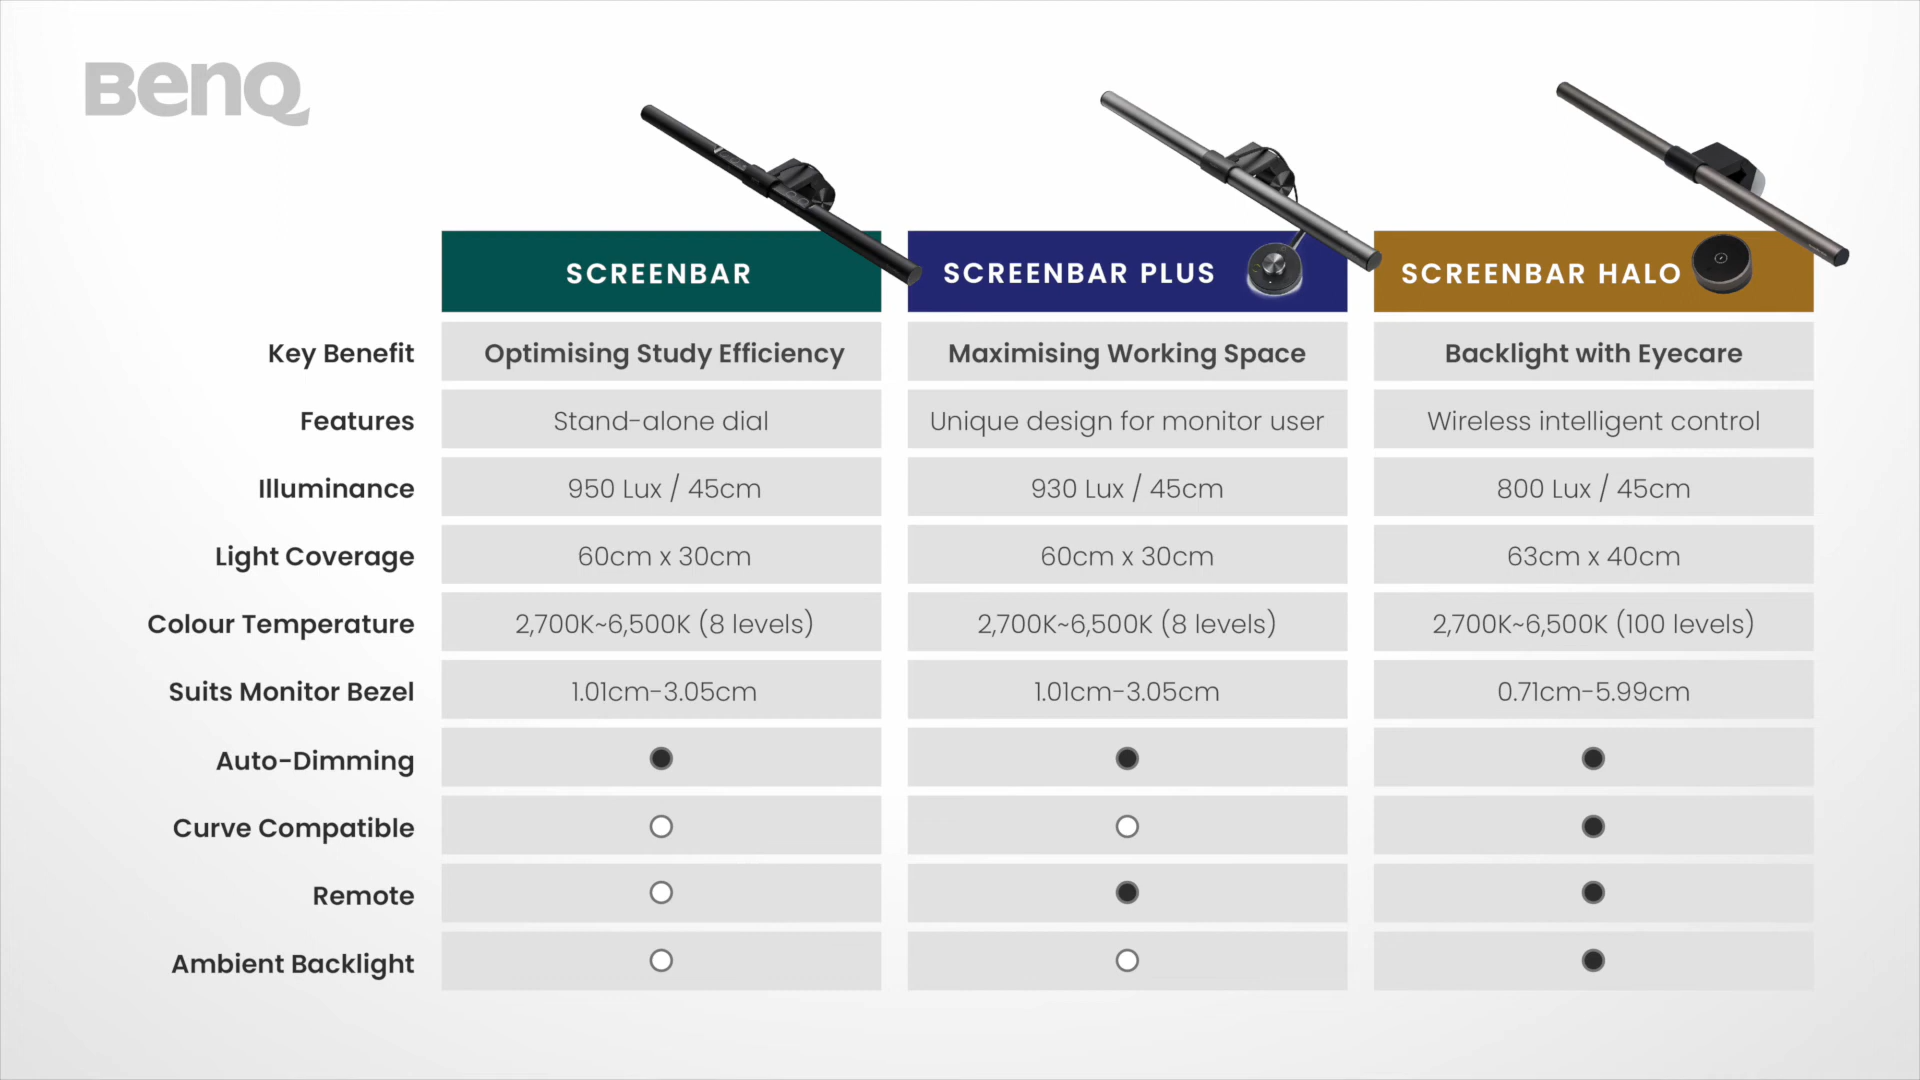 BenQ
SCREENBAR SCREENBAR PLUS SCREENBAR HALO
Key Benefit Optimising Study Efficiency Maximising Working Space Backlight with Eyecare
Features Stand-alone dial Unique design for monitor user Wireless intelligent control
Illuminance 950 Lux / 45cm 930 Lux / 45cm 800 Lux / 45cm
Light Coverage 60cm x 30cm 60cm x 30cm 63cm x 40cm
Colour Temperature 2,700K~6,500K (8 levels) 2,700K~6,500K (8 levels) 2,700K~6,500K (100 levels)
Suits Monitor Bezel 1.01cm-3.05cm 1.01cm-3.05cm 0.71cm-5.99cm
Auto-Dimming
Curve Compatible
Remote
Ambient Backlight